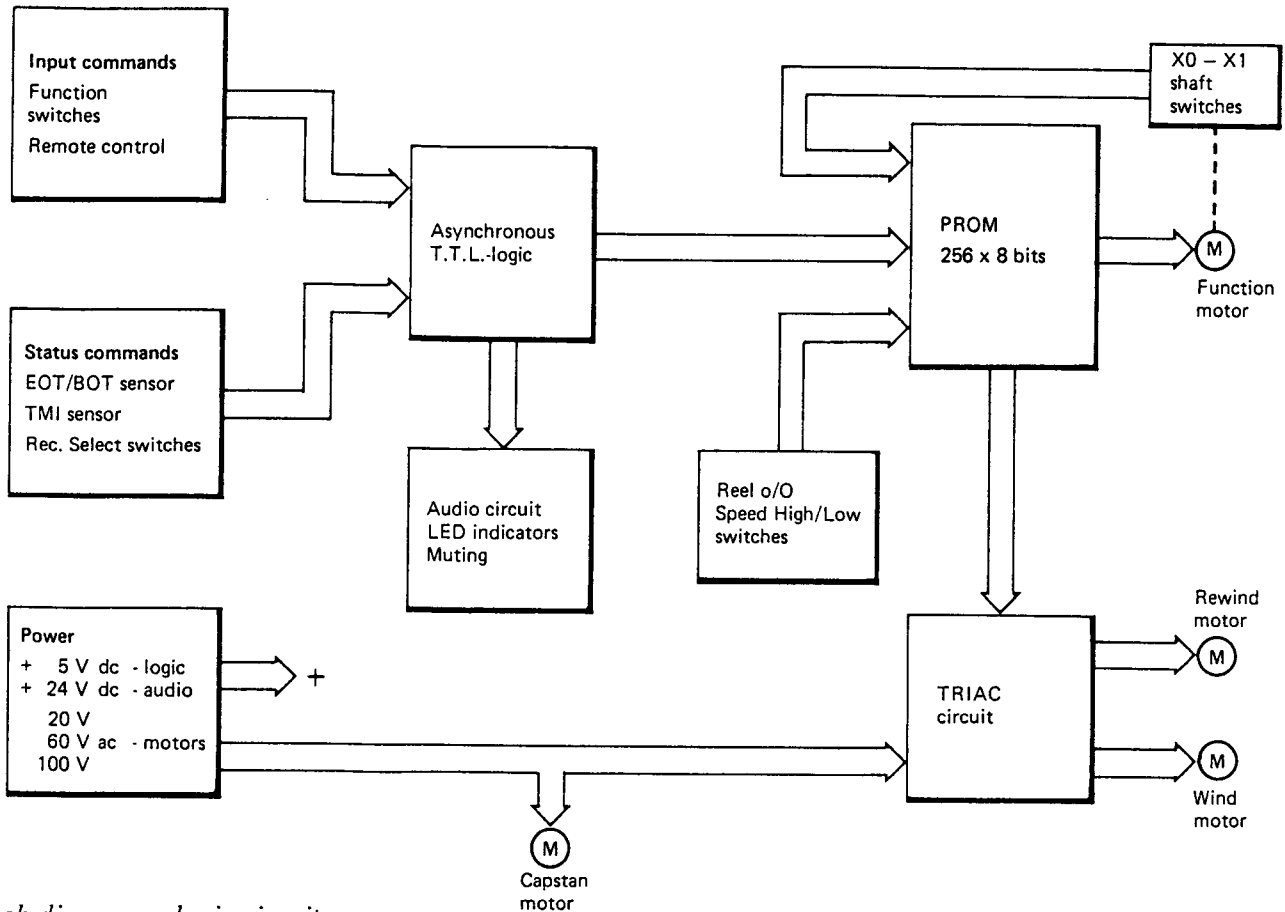 Input commands
Function
switches
Remote control
X0 – X1
shaft
switches
Asynchronous
T.T.L.-logic
PROM
256 x 8 bits
M
Function
motor
Status commands
EOT/BOT sensor
TMI sensor
Rec. Select switches
Audio circuit
LED indicators
Muting
Reel o/O
Speed High/Low
switches
Power
+ 5 V dc - logic
+ 24 V dc - audio
20 V
60 V ac - motors
100 V
+
TRIAC
circuit
Rewind
motor
M
M
Wind
motor
M
Capstan
motor